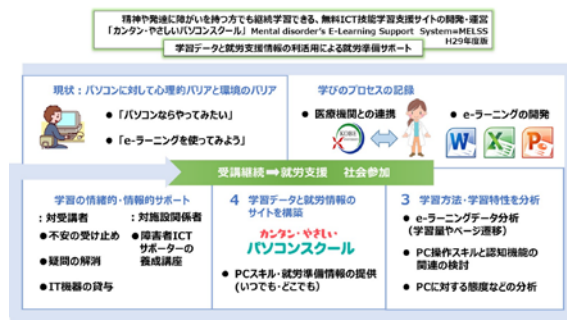 精神や発達に障がいを持つ方でも継続学習できる、無料ICT技能学習支援サイトの開発・運営
「カンタン・やさしいパソコンスクール」Mental disorder's E-Learning Support System=MELSS
H29年度版
学習データと就労支援情報の利活用による就労準備サポート
現状：パソコンに対して心理的バリアと環境のバリア
●「パソコンならやってみたい」
●「e-ラーニングを使ってみよう」
学びのプロセスの記録
● 医療機関との連携
● e-ラーニングの開発
KOBE
W X P
受講継続➡就労支援 社会参加
学習の情緒的・情報的サポート
：対受講者
●不安の受け止め
● 疑問の解消
●IT機器の貸与
：対施設関係者
● 障害者ICT
サポーターの
養成講座
4 学習データと就労情報の
サイトを構築
カンタン・やさしい
パソコンスクール
● PCスキル・就労準備情報の提供
(いつでも・どこでも)
3 学習方法・学習特性を分析
● e-ラーニングデータ分析
(学習量やページ遷移)
● PC操作スキルと認知機能の
関連の検討
● PCに対する態度などの分析